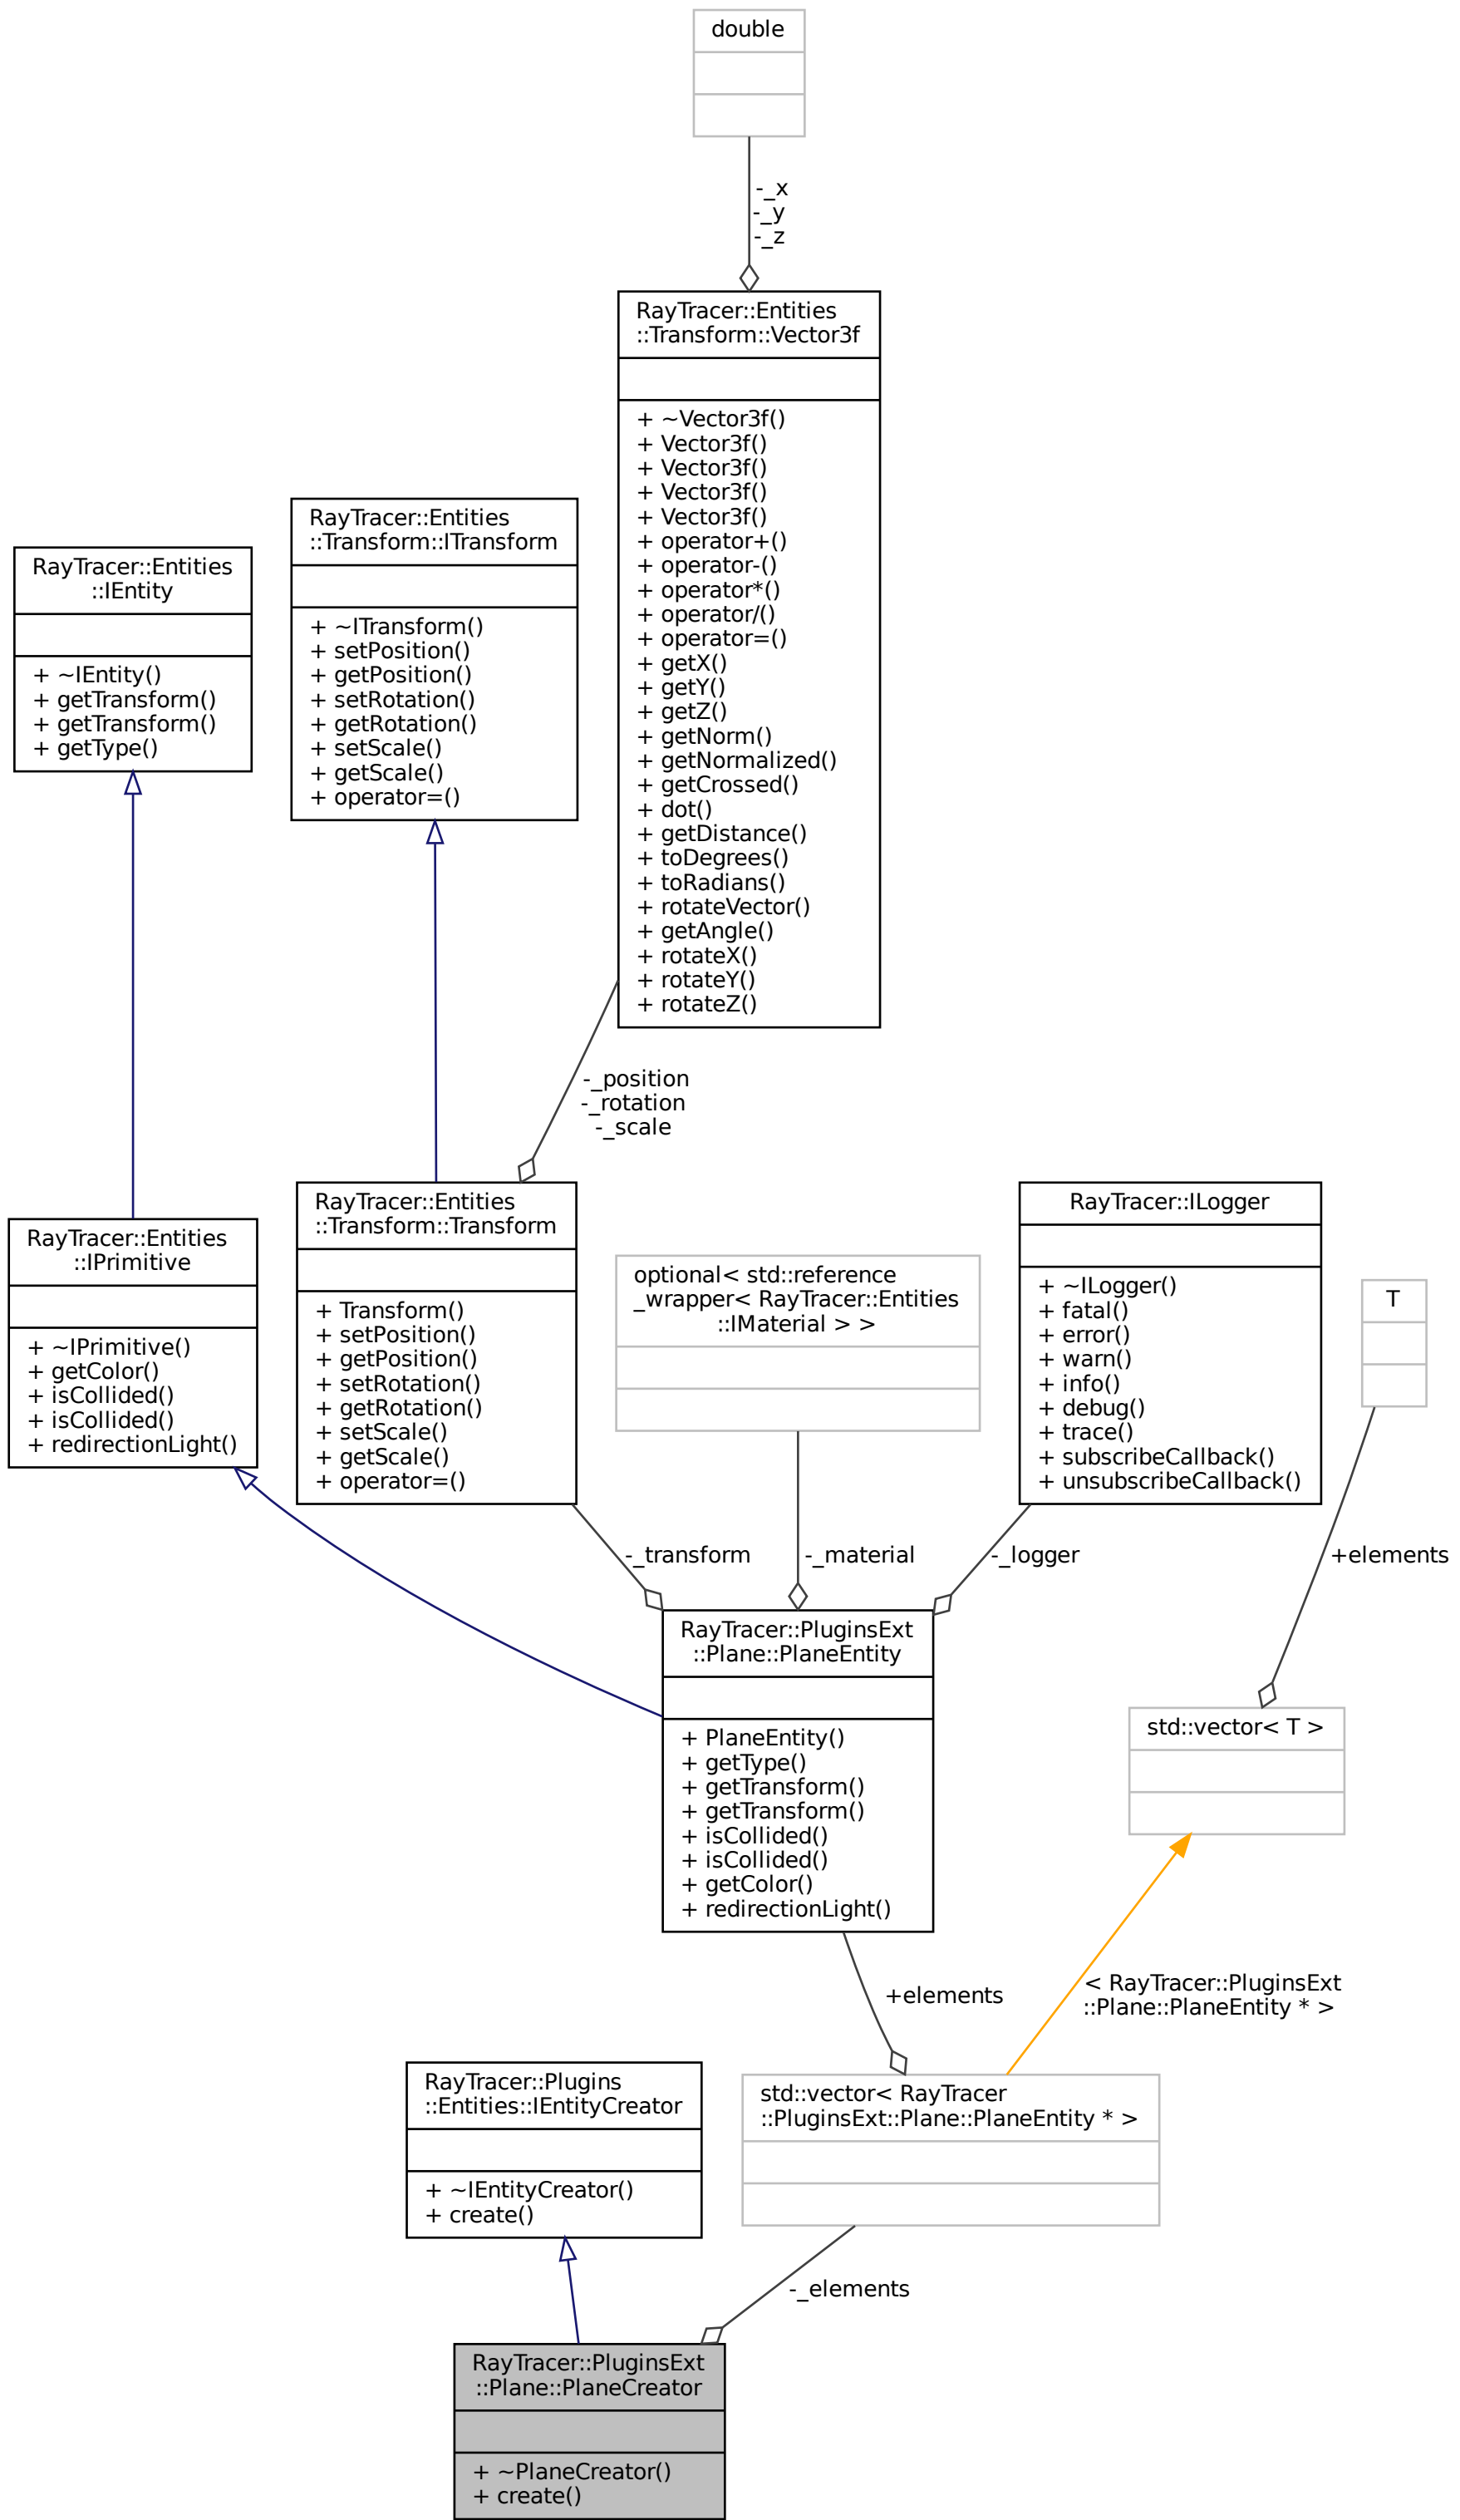 double
-_x
-_y
-_z
RayTracer::Entities
::Transform::Vector3f
+ ~Vector3f()
+ Vector3f()
+ Vector3f()
+ Vector3f()
+ Vector3f()
+ operator+()
+ operator-()
+ operator*()
+ operator/()
+ operator=()
+ getX()
+ getY()
+ getZ()
+ getNorm()
+ getNormalized()
+ getCrossed()
+ dot()
+ getDistance()
+ toDegrees()
+ toRadians()
+ rotateVector()
+ getAngle()
+ rotateX()
+ rotateY()
+ rotateZ()
RayTracer::Entities
::Transform::ITransform
+ ~ITransform()
+ setPosition()
+ getPosition()
+ setRotation()
+ getRotation()
+ setScale()
+ getScale()
+ operator=()
RayTracer::Entities
::IEntity
+ ~IEntity()
+ getTransform()
+ getTransform()
+ getType()
-_position
-_rotation
-_scale
RayTracer::Entities
::Transform::Transform
+ Transform()
+ setPosition()
+ getPosition()
+ setRotation()
+ getRotation()
+ setScale()
+ getScale()
+ operator=()
RayTracer::ILogger
+ ~ILogger()
+ fatal()
+ error()
+ warn()
+ info()
+ debug()
+ trace()
+ subscribeCallback()
+ unsubscribeCallback()
RayTracer::Entities
::IPrimitive
+ ~IPrimitive()
+ getColor()
+ isCollided()
+ isCollided()
+ redirectionLight()
optional< std::reference
_wrapper< RayTracer::Entities
::IMaterial > >
T
-_transform
-_material
-_logger
+elements
RayTracer::PluginsExt
::Plane::PlaneEntity
+ PlaneEntity()
+ getType()
+ getTransform()
+ getTransform()
+ isCollided()
+ isCollided()
+ getColor()
+ redirectionLight()
std::vector< T >
+elements
< RayTracer::PluginsExt
::Plane::PlaneEntity * >
RayTracer::Plugins
::Entities::IEntityCreator
+ ~IEntityCreator()
+ create()
std::vector< RayTracer
::PluginsExt::Plane::PlaneEntity * >
-_elements
RayTracer::PluginsExt
::Plane::PlaneCreator
+ ~PlaneCreator()
+ create()